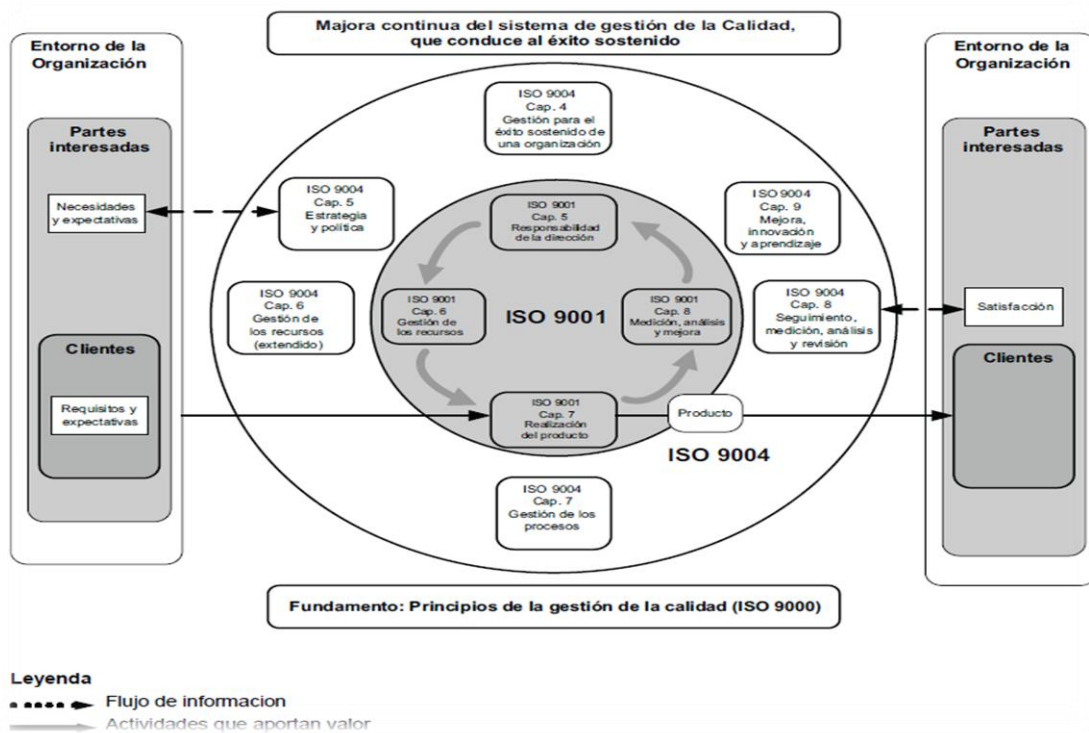 Majora continua del sistema de gestión de la Calidad,
que conduce al éxito sostenido
Entorno de la
Organización
Partes
interesadas
Necesidades
y expectativas
Clientes
Requisitos y
expectativas
ISO 9004
Cap. 4
Gestión para el
éxito sostenido de
una organización
ISO 9004
Cap. 5
Estrategia
y política
ISO 9004
Cap. 9
Mejora,
innovación
y aprendizaje
ISO 9004
Cap. 6
Gestión de
los recursos
(extendido)
ISO 9004
Cap. 8
Seguimiento,
medición, análisis
y revisión
ISO 9001
Cap. 5
Responsabilidad
de la dirección
ISO 9001
Cap. 6
Gestión de
los recursos
ISO 9001
ISO 9001
Cap. 8
Medición, análisis
y mejora
ISO 9001
Cap. 7
Realización
del producto
Producto
ISO 9004
ISO 9004
Cap. 7
Gestión de los
procesos
Entorno de la
Organización
Partes
interesadas
Satisfacción
Clientes
Fundamento: Principios de la gestión de la calidad (ISO 9000)
Leyenda
Flujo de informacion
Actividades que aportan valor